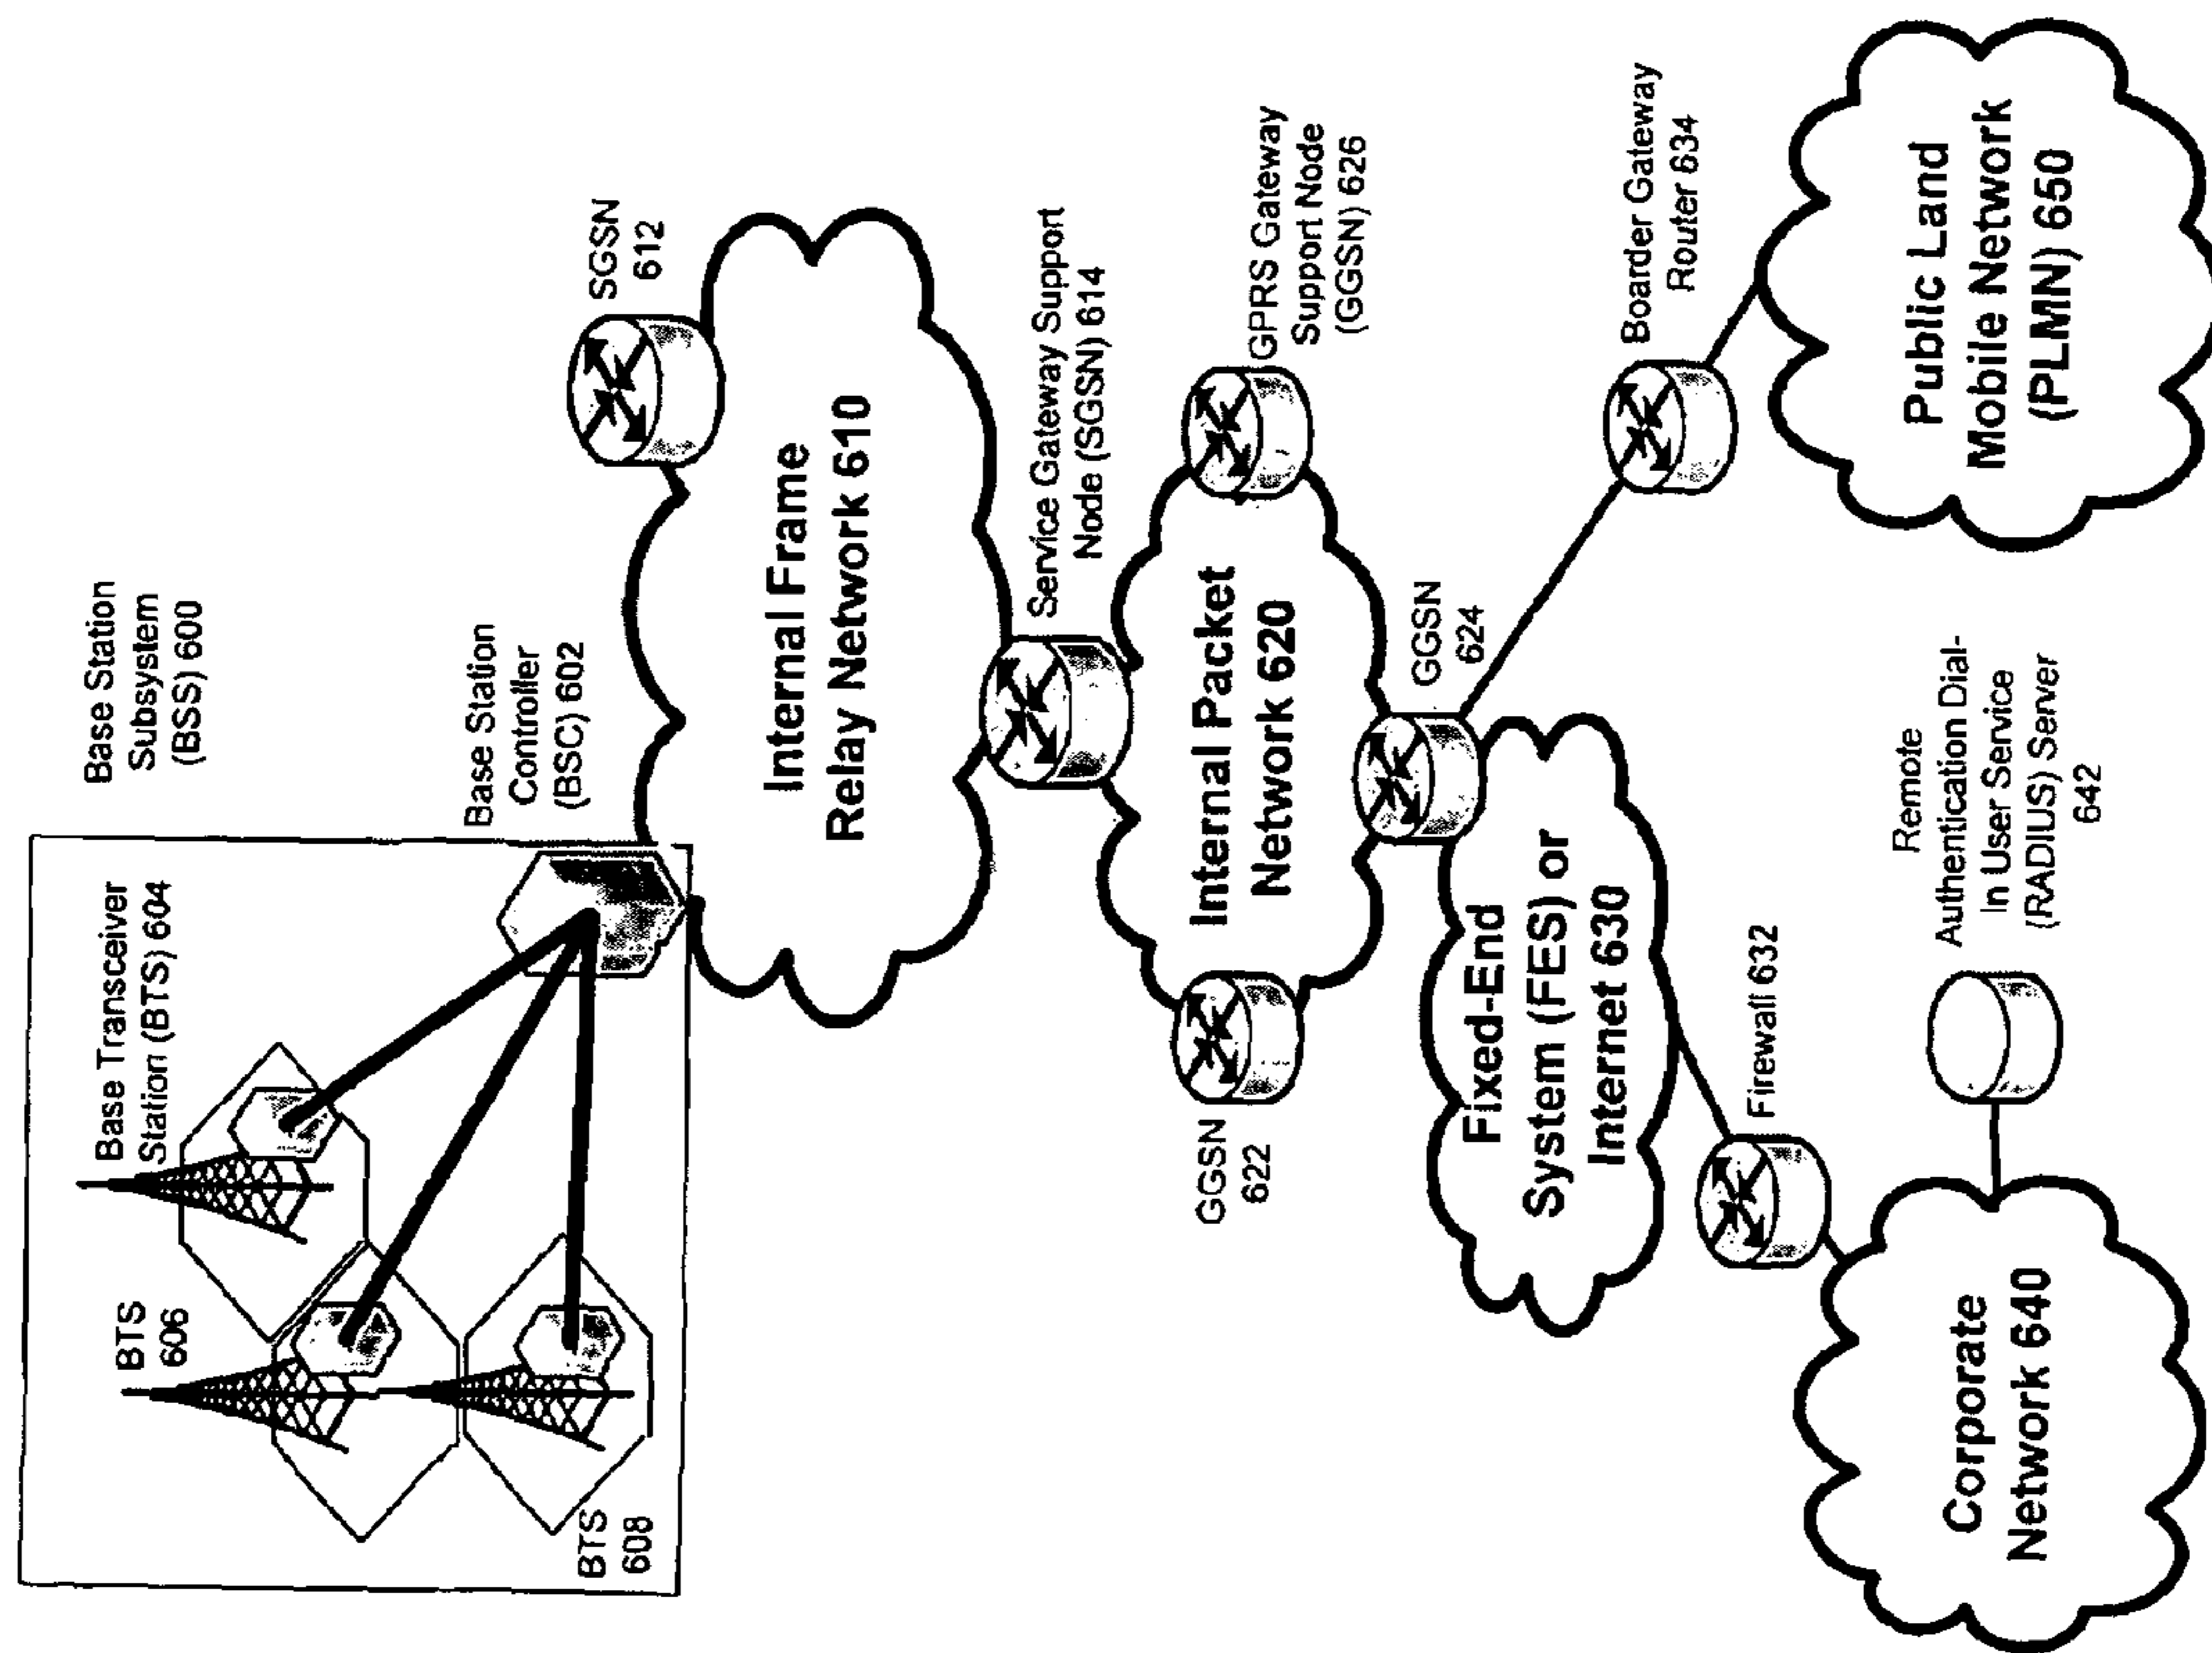 Base Station
Subsystem
(BSS) 600
Base Transceiver
Station (BTS) 604
BTS
606
BTS
608
Base Station
Controller
(BSC) 602
SGSN
612
Internal Frame
Relay Network 610
Service Gateway Support
Node (SGSN) 614
GPRS Gateway
Support Node
(GGSN) 626
Internal Packet
Network 620
GGSN
622
GGSN
624
Fixed-End
System (FES) or
Internet 630
Boarder Gateway
Router 634
Firewall 632
Remote
Authentication Dial-
In User Service
(RADIUS) Server
642
Public Land
Mobile Network
(PLMN) 650
Corporate
Network 640